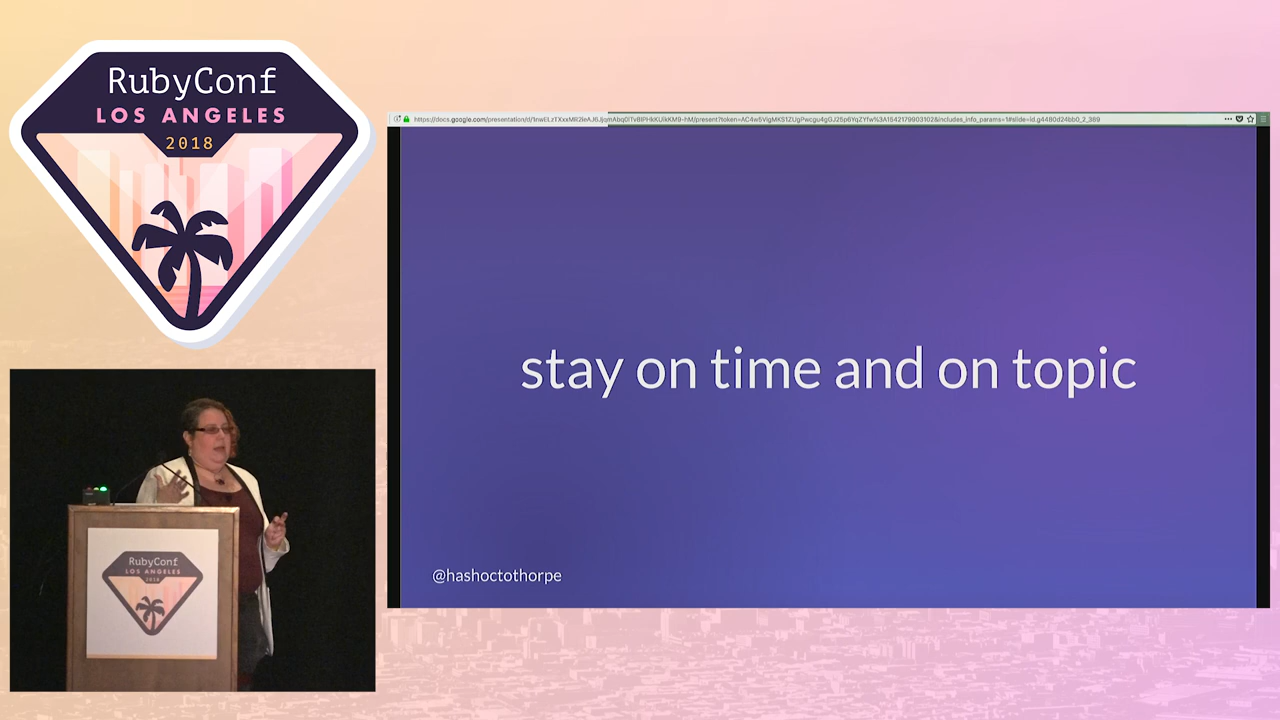 RubyConf
LOS ANGELES
2018
stay on time and on topic
@hashoctothorpe
RubyConf
LOS ANGELES
2018